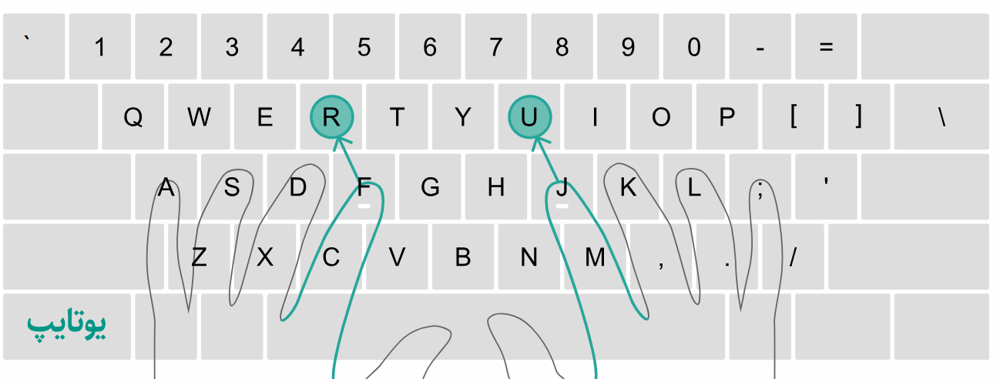 ` 1 2 3 4 5 6 7 8 9 0 - =
Q W E R T Y U I O P [ ] \
A S D F G H J K L ; '
Z X C V B N M , . /
یوتایپ